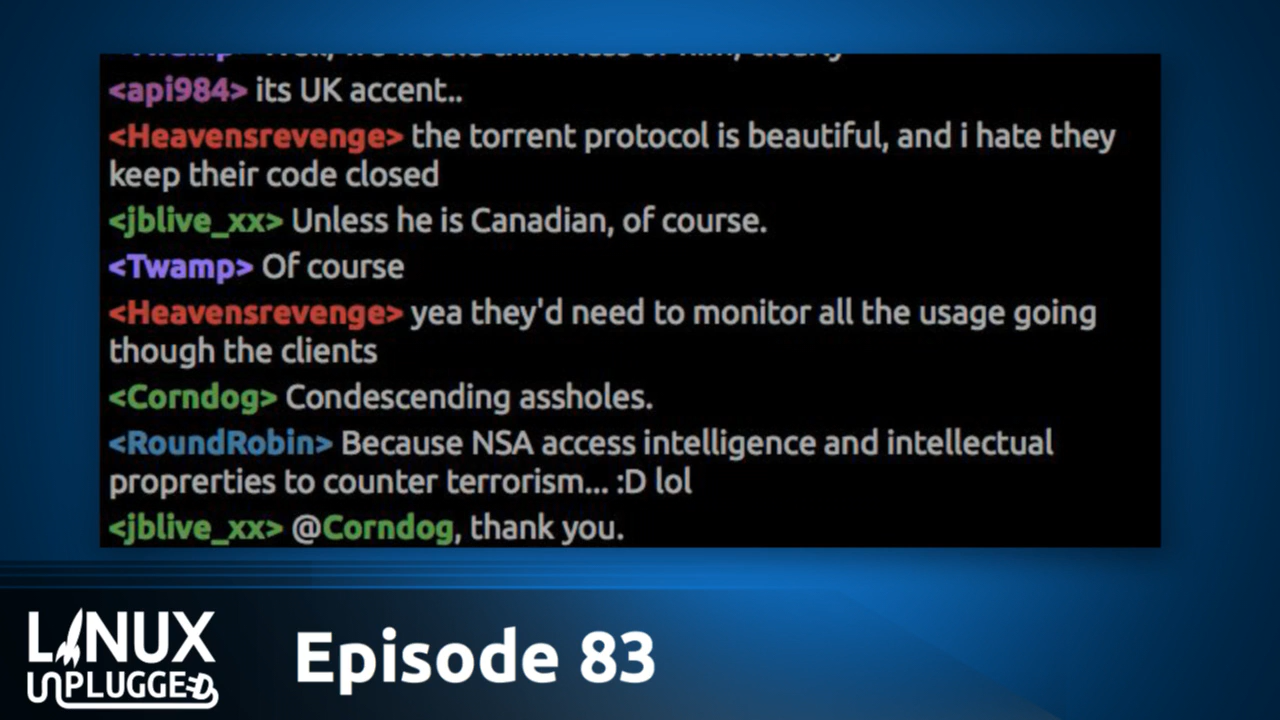 <api984> its UK accent..
<Heavensrevenge> the torrent protocol is beautiful, and i hate they
keep their code closed
<jblive_xx> Unless he is Canadian, of course.
<Twamp> Of course
<Heavensrevenge> yea they'd need to monitor all the usage going
though the clients
<Corndog> Condescending assholes.
<RoundRobin> Because NSA access intelligence and intellectual
proprerties to counter terrorism... :D lol
<jblive_xx> @Corndog, thank you.
LINUX
UNPLUGGED
Episode 83